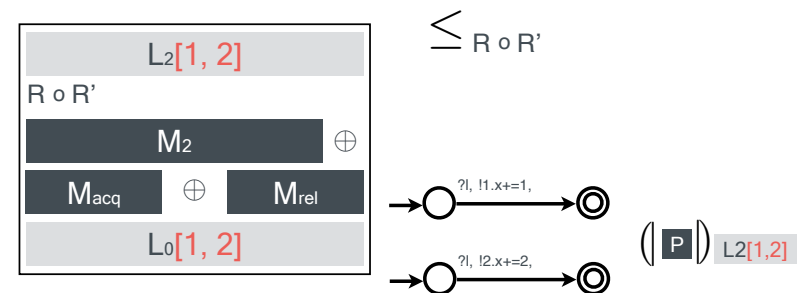 L2[1, 2]
≤ R o R’
R o R’
M2 ⊕
Macq ⊕ Mrel
?l, !1.x+=1,
L0[1, 2]
(| P |) L2[1,2]
?l, !2.x+=2,